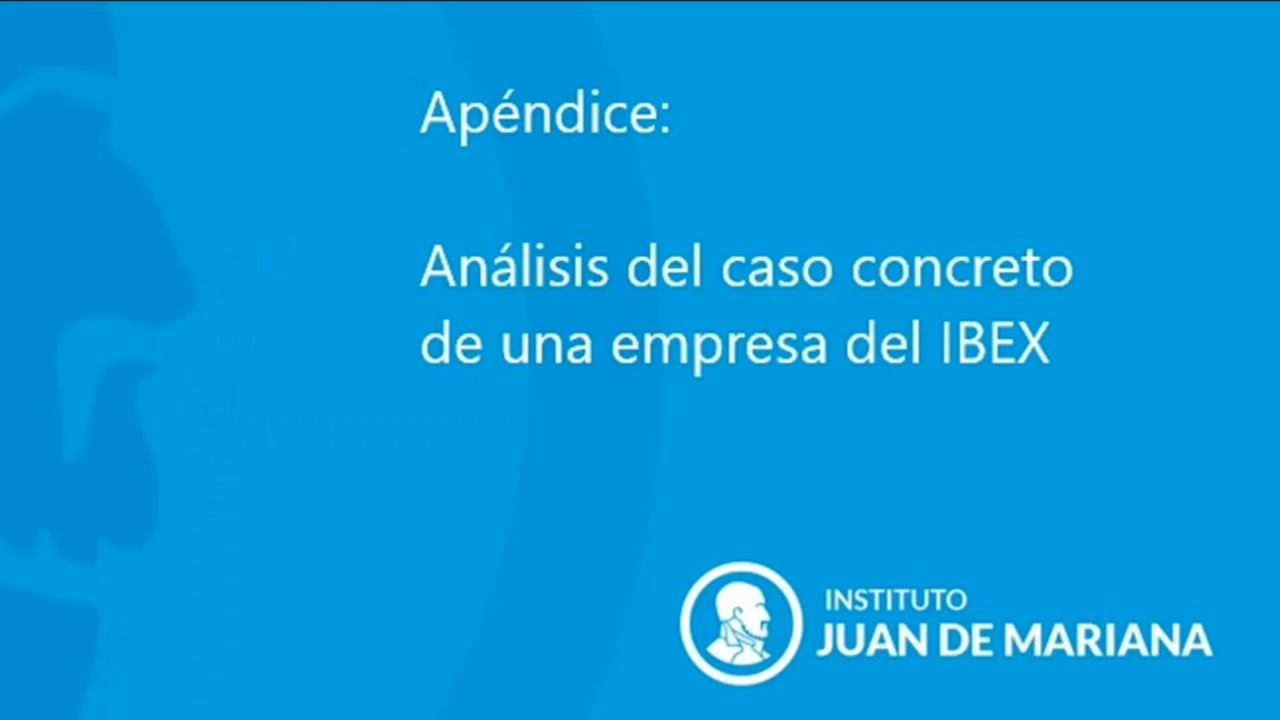 Apéndice:
Análisis del caso concreto
de una empresa del IBEX
INSTITUTO
JUAN DE MARIANA